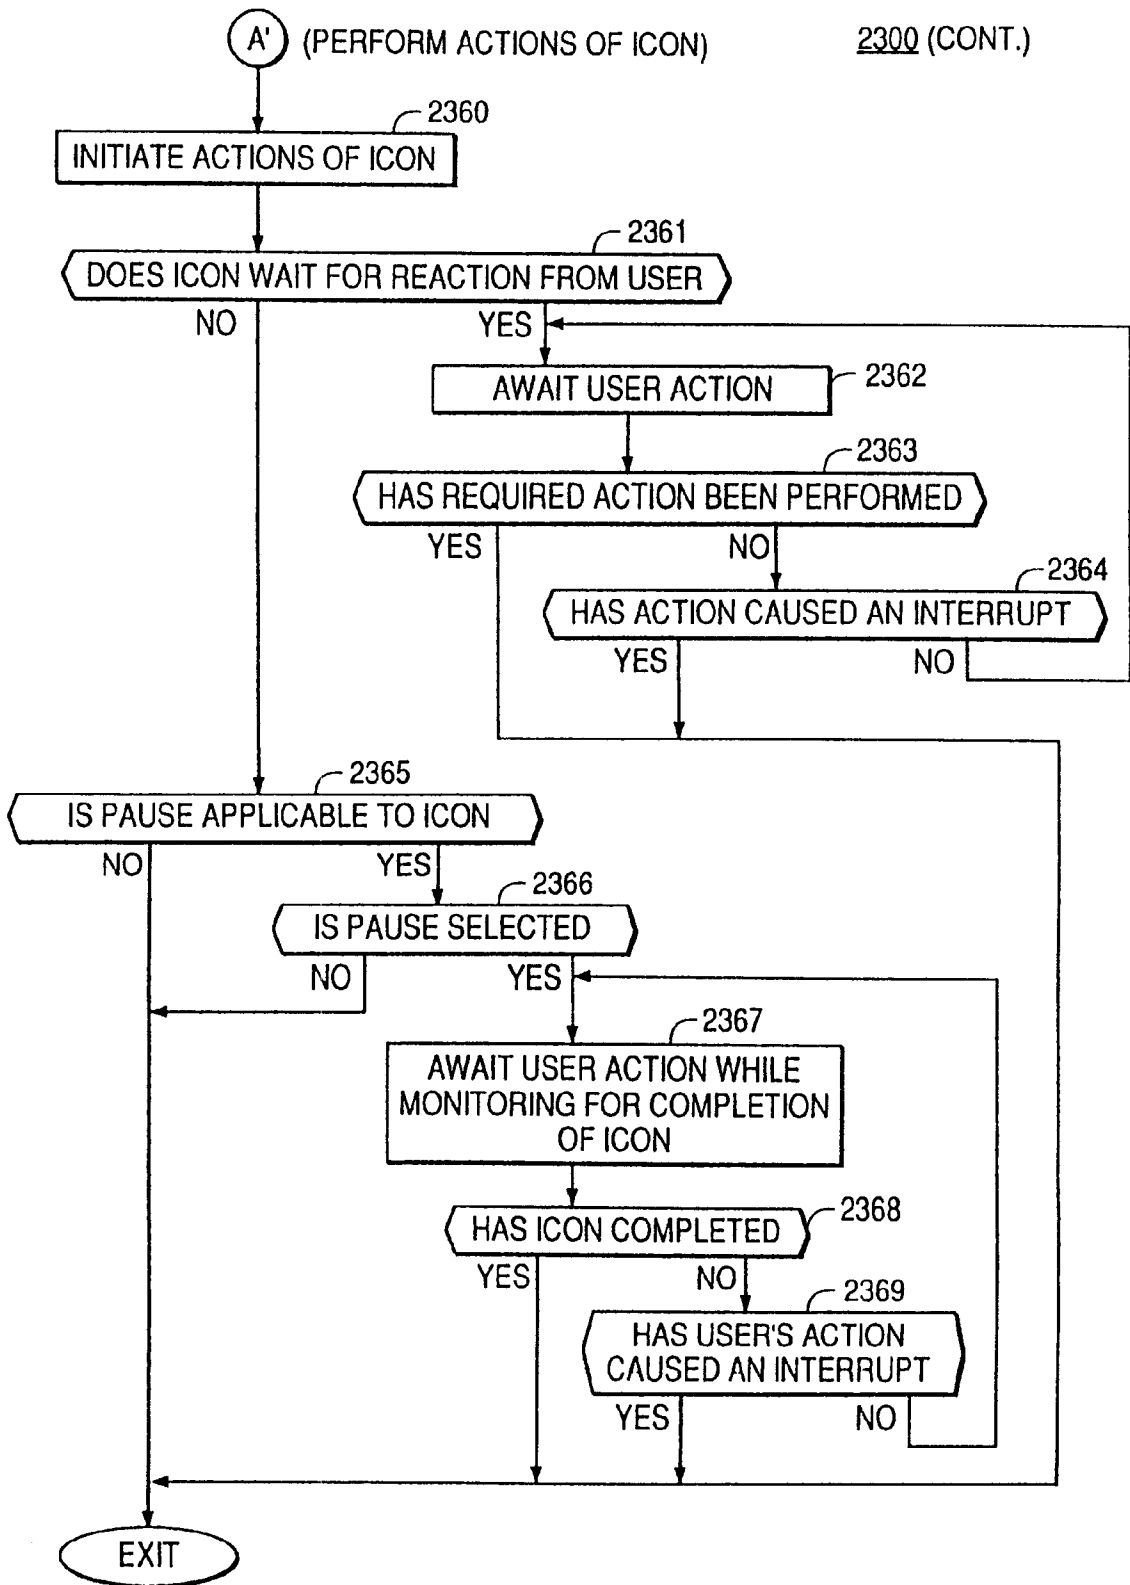 A' (PERFORM ACTIONS OF ICON) 2300 (CONT.)
2360
INITIATE ACTIONS OF ICON
2361
DOES ICON WAIT FOR REACTION FROM USER
NO YES
AWAIT USER ACTION 2362
2363
HAS REQUIRED ACTION BEEN PERFORMED
YES NO
2364
HAS ACTION CAUSED AN INTERRUPT
YES NO
2365
IS PAUSE APPLICABLE TO ICON
NO YES
2366
IS PAUSE SELECTED
NO YES
2367
AWAIT USER ACTION WHILE
MONITORING FOR COMPLETION
OF ICON
HAS ICON COMPLETED 2368
YES NO
2369
HAS USER'S ACTION
CAUSED AN INTERRUPT
YES NO
EXIT